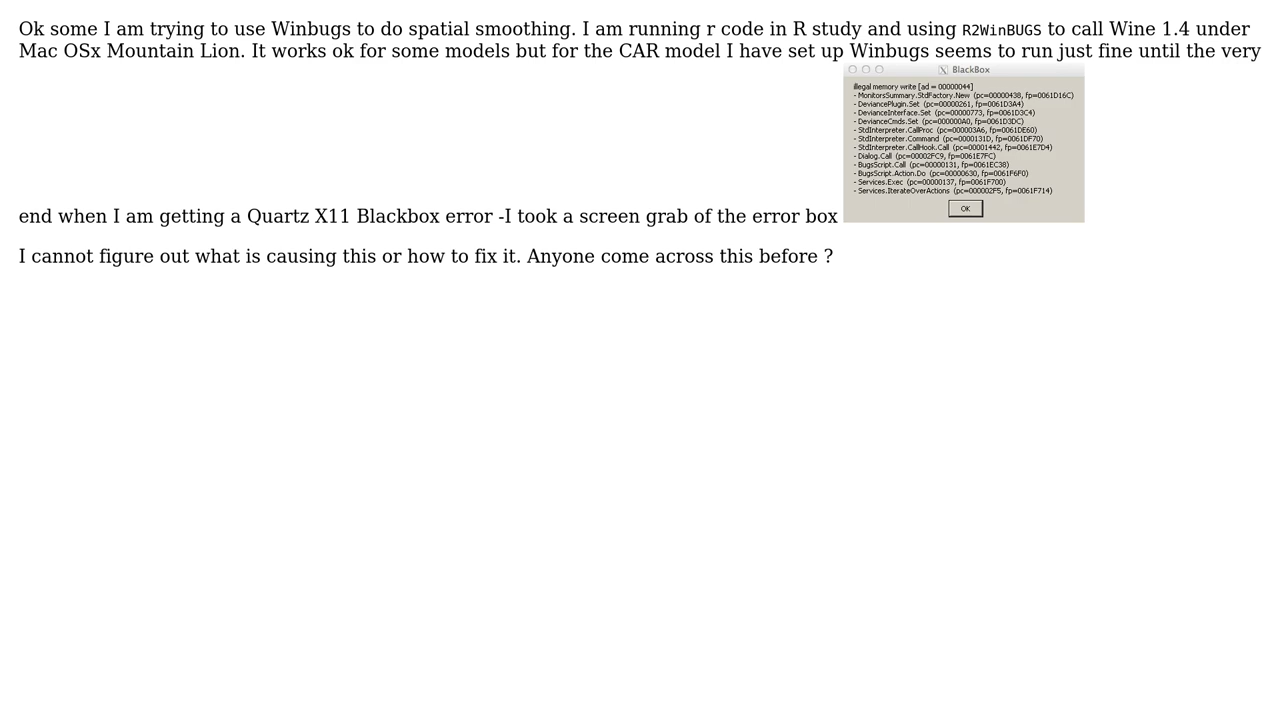 Ok some I am trying to use Winbugs to do spatial smoothing. I am running r code in R study and using R2WinBUGS to call Wine 1.4 under
Mac OSx Mountain Lion. It works ok for some models but for the CAR model I have set up Winbugs seems to run just fine until the very
BlackBox
illegal memory write [ad = 00000044]
- MonitorsSummary.StdFactory.New (pc=00000438, fp=0061D16C)
- DeviancePlugin.Set (pc=00000261, fp=0061D3A4)
- DevianceInterface.Set (pc=00000773, fp=0061D3C4)
- DevianceCmds.Set (pc=000000A0, fp=0061D3DC)
- StdInterpreter.CallProc (pc=000003A6, fp=0061DE60)
- StdInterpreter.Command (pc=0000131D, fp=0061DF70)
- StdInterpreter.CallHook.Call (pc=00001442, fp=0061E7D4)
- Dialog.Call (pc=00002FC9, fp=0061E7FC)
- BugsScript.Call (pc=00000131, fp=0061EC38)
- BugsScript.Action.Do (pc=00000630, fp=0061F6F0)
- Services.Exec (pc=00000137, fp=0061F700)
- Services.IterateOverActions (pc=000002F5, fp=0061F714)
OK
end when I am getting a Quartz X11 Blackbox error -I took a screen grab of the error box
I cannot figure out what is causing this or how to fix it. Anyone come across this before ?